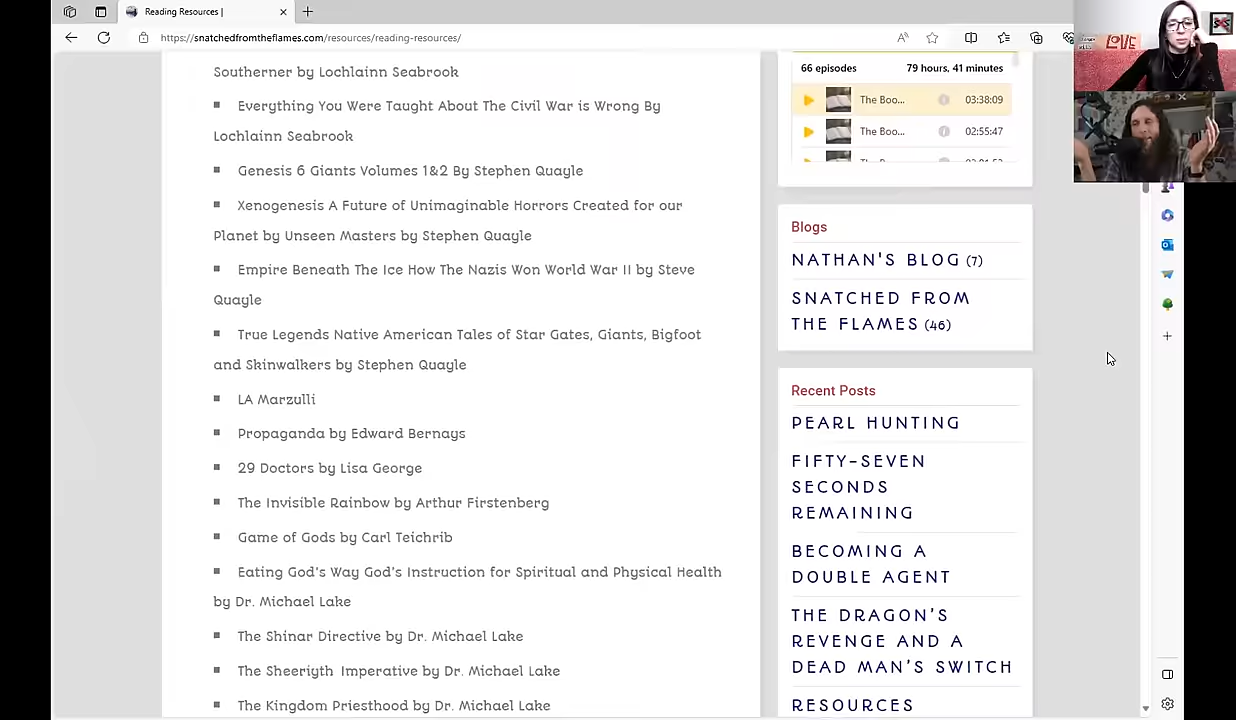 Reading Resources |
https://snatchedfromtheflames.com/resources/reading-resources/
Southerner by Lochlainn Seabrook
Everything You Were Taught About The Civil War is Wrong By
Lochlainn Seabrook
Genesis 6 Giants Volumes 1&2 By Stephen Quayle
Xenogenesis A Future of Unimaginable Horrors Created for our
Planet by Unseen Masters by Stephen Quayle
Empire Beneath The Ice How The Nazis Won World War II by Steve
Quayle
True Legends Native American Tales of Star Gates, Giants, Bigfoot
and Skinwalkers by Stephen Quayle
LA Marzulli
Propaganda by Edward Bernays
29 Doctors by Lisa George
The Invisible Rainbow by Arthur Firstenberg
Game of Gods by Carl Teichrib
Eating God's Way God's Instruction for Spiritual and Physical Health
by Dr. Michael Lake
The Shinar Directive by Dr. Michael Lake
The Sheeriyth Imperative by Dr. Michael Lake
The Kingdom Priesthood by Dr. Michael Lake
66 episodes 79 hours, 41 minutes
The Boo... 03:38:09
The Boo... 02:55:47
Blogs
NATHAN'S BLOG (7)
SNATCHED FROM
THE FLAMES (46)
Recent Posts
PEARL HUNTING
FIFTY-SEVEN
SECONDS
REMAINING
BECOMING A
DOUBLE AGENT
THE DRAGON'S
REVENGE AND A
DEAD MAN'S SWITCH
RESOURCES